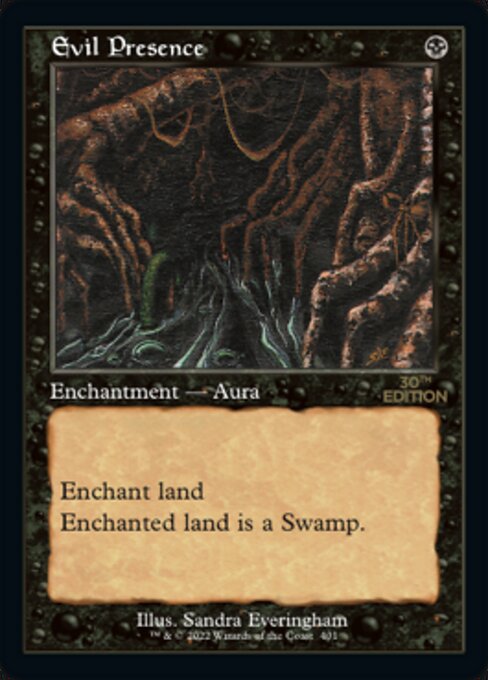 Evil Presence
Enchantment — Aura
30TH
EDITION
Enchant land
Enchanted land is a Swamp.
Illus. Sandra Everingham
™ & © 2022 Wizards of the Coast 401